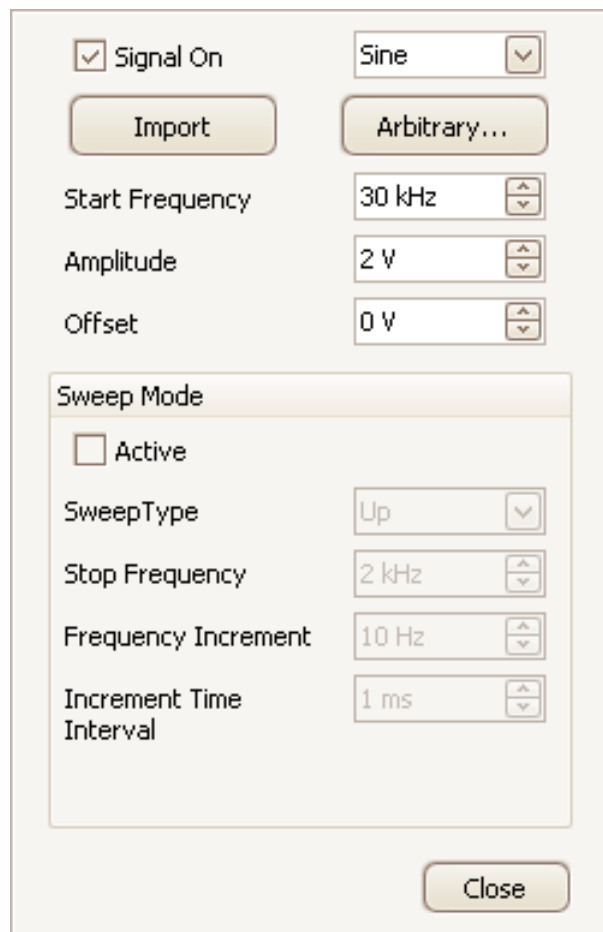 Signal On Sine
Import Arbitrary...
Start Frequency 30 kHz
Amplitude 2 V
Offset 0 V
Sweep Mode
Active
SweepType Up
Stop Frequency 2 kHz
Frequency Increment 10 Hz
Increment Time Interval 1 ms
Close